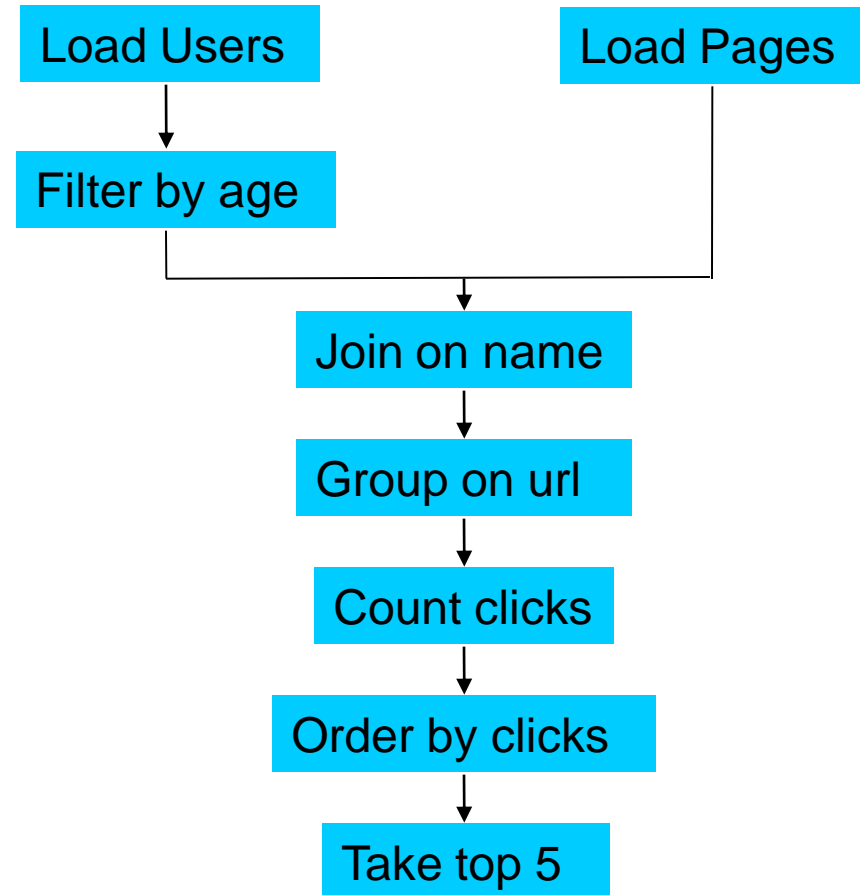 Load Users
Load Pages
Filter by age
Join on name
Group on url
Count clicks
Order by clicks
Take top 5